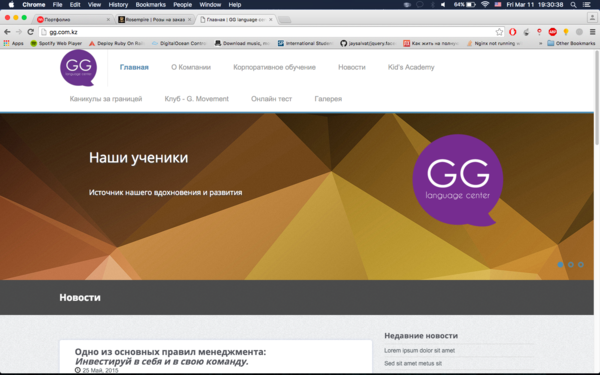 Chrome File Edit View History Bookmarks People Window Help 64% Fri Mar 11 19:30:38
Портфолио Rosempire | Розы на заказ Главная | GG language cen
gg.com.kz
Apps Spotify Web Player Deploy Ruby On Rail DigitalOcean Control Download music, m International Student jaysalvat/jquery.fac Как жить на полную Nginx not running w Other Bookmarks
GG
language center
Главная О Компании Корпоративное обучение Новости Kid's Academy
Каникулы за границей Клуб - G. Movement Онлайн тест Галерея
Наши ученики
Источник нашего вдохновения и развития
GG
language center
Новости
Одно из основных правил менеджмента:
Инвестируй в себя и в свою команду.
25 Май, 2015
Недавние новости
Lorem ipsum dolor sit amet
Sed sit amet metus sit